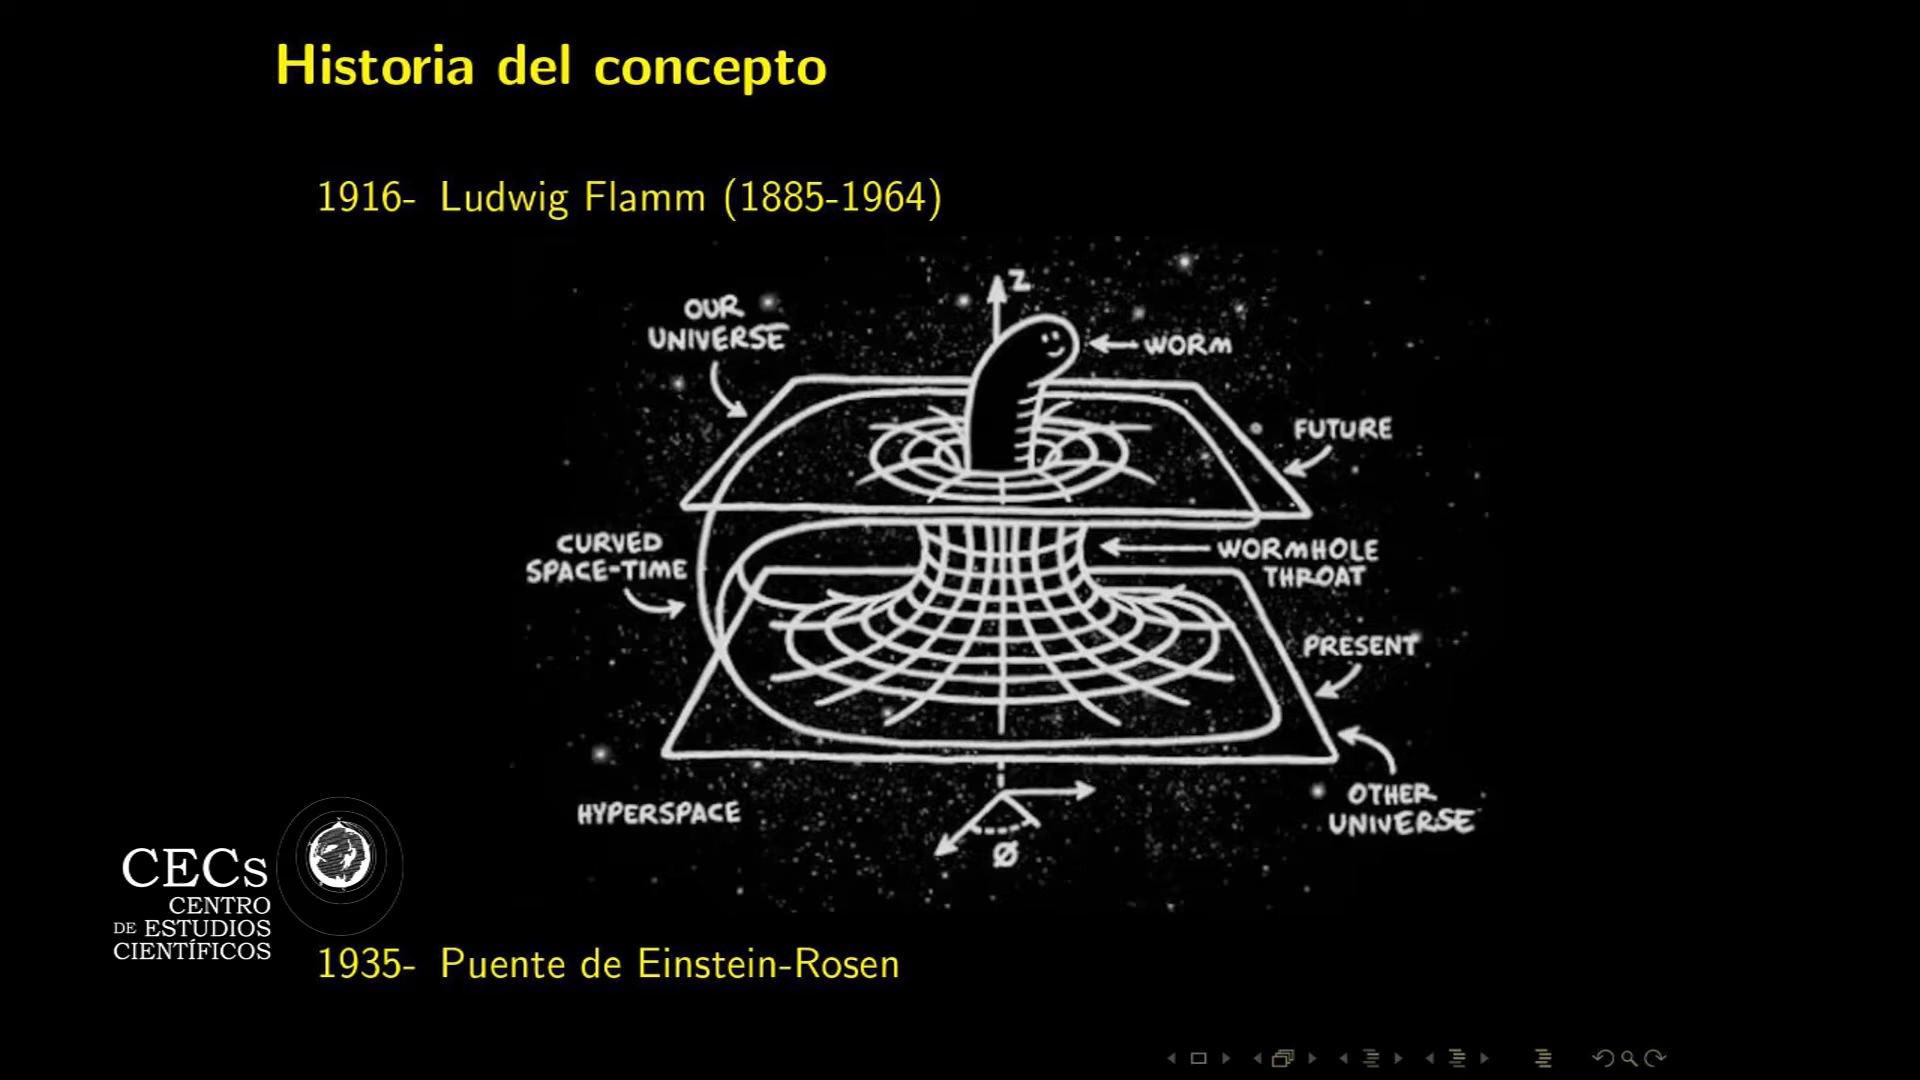 Historia del concepto
1916- Ludwig Flamm (1885-1964)
Z
OUR
UNIVERSE
WORM
FUTURE
CURVED
SPACE-TIME
WORMHOLE
THROAT
PRESENT
HYPERSPACE
OTHER
UNIVERSE
Ø
CECs
CENTRO
DE ESTUDIOS
CIENTÍFICOS
1935- Puente de Einstein-Rosen